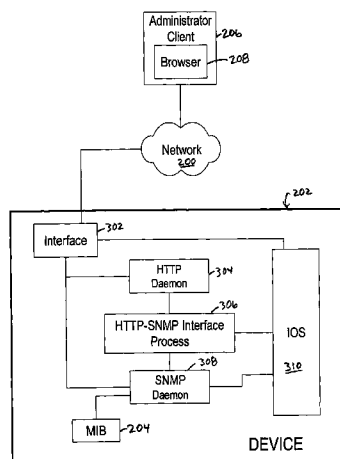 Administrator
Client
206
Browser
208
Network
200
202
Interface
302
HTTP
Daemon
304
306
HTTP-SNMP Interface
Process
IOS
310
308
SNMP
Daemon
MIB
204
DEVICE